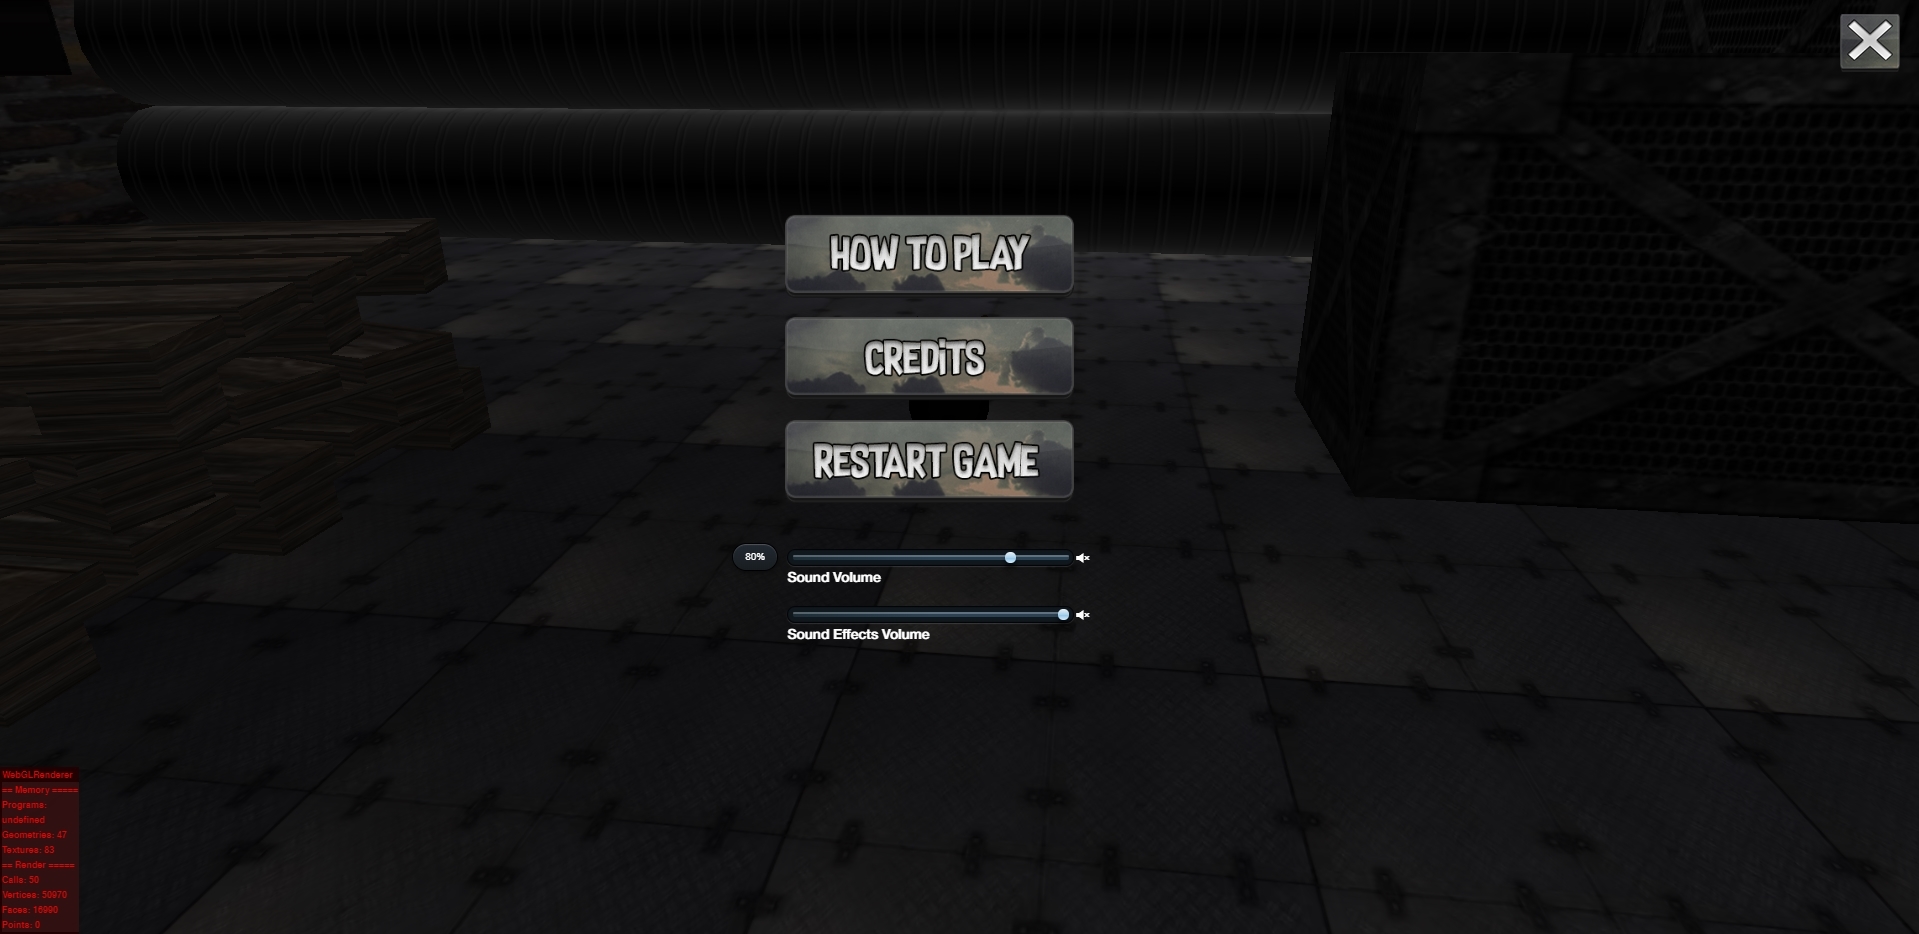 HOW TO PLAY
CREDiTS
RESTART GAME
80%
Sound Volume
Sound Effects Volume
WebGLRenderer
== Memory =====
Programs:
undefined
Geometries: 47
Textures: 83
== Render =====
Calls: 50
Vertices: 50970
Faces: 16990
Points: 0